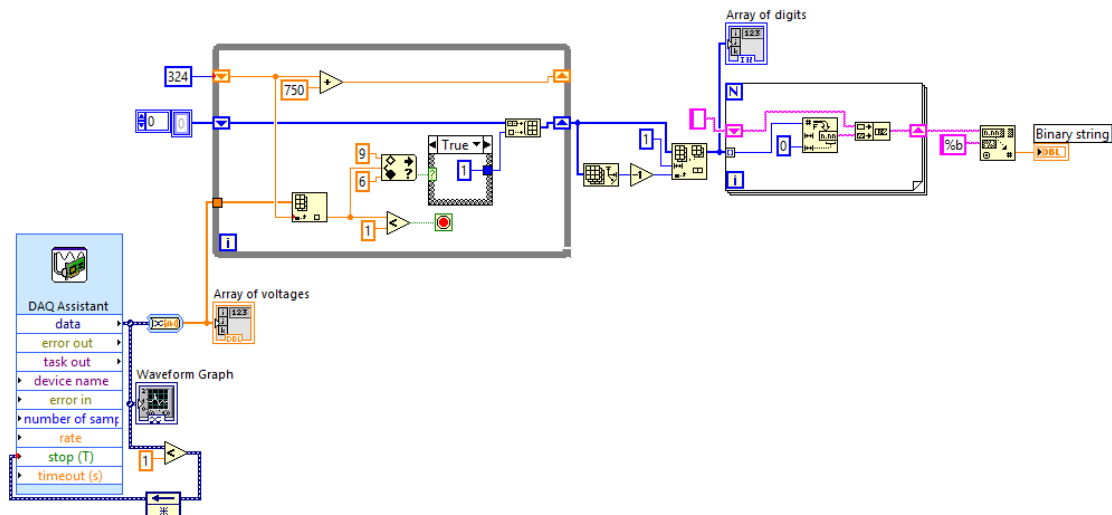 Array of digits
324
750
0
0
9
6
True
1
?
1
i
1
-1
N
0
i
%b
Binary string
DBL
DAQ Assistant
data
error out
task out
device name
error in
number of samp
rate
stop (T)
timeout (s)
Array of voltages
123
DBL
Waveform Graph
1